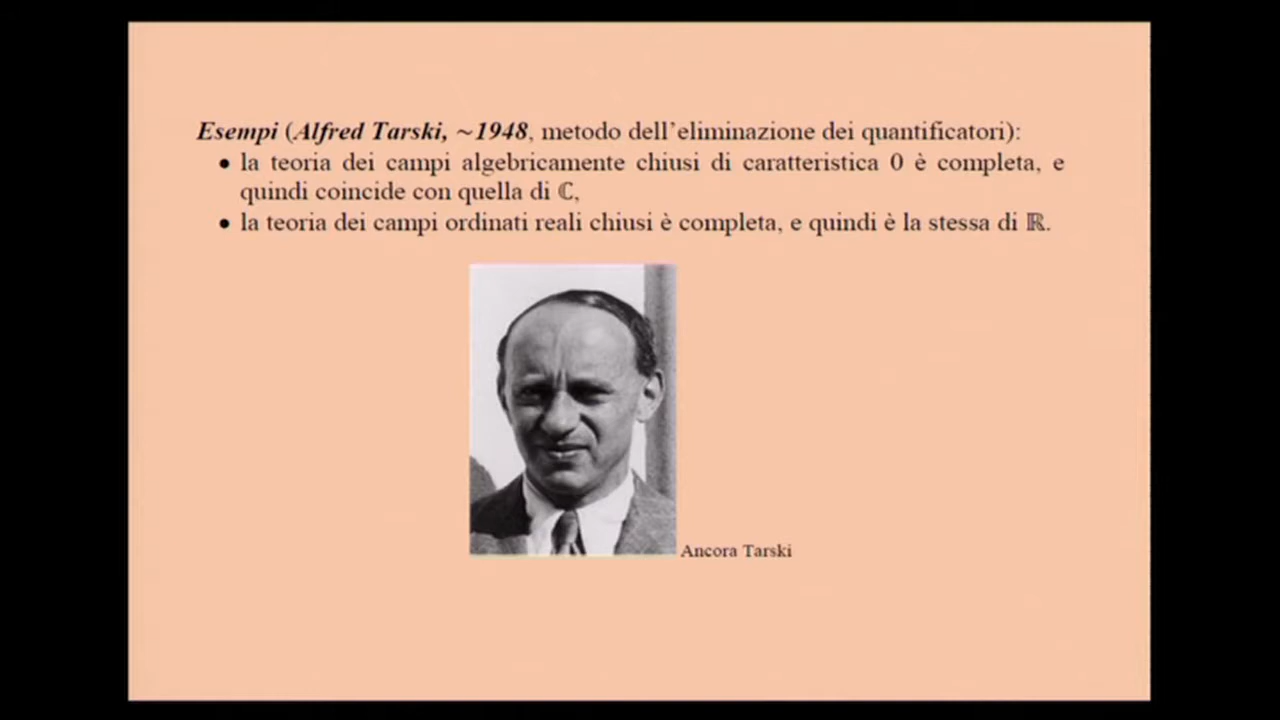 Esempi (Alfred Tarski, ~1948, metodo dell'eliminazione dei quantificatori):
• la teoria dei campi algebricamente chiusi di caratteristica 0 è completa, e
quindi coincide con quella di ℂ,
• la teoria dei campi ordinati reali chiusi è completa, e quindi è la stessa di ℝ.
Ancora Tarski